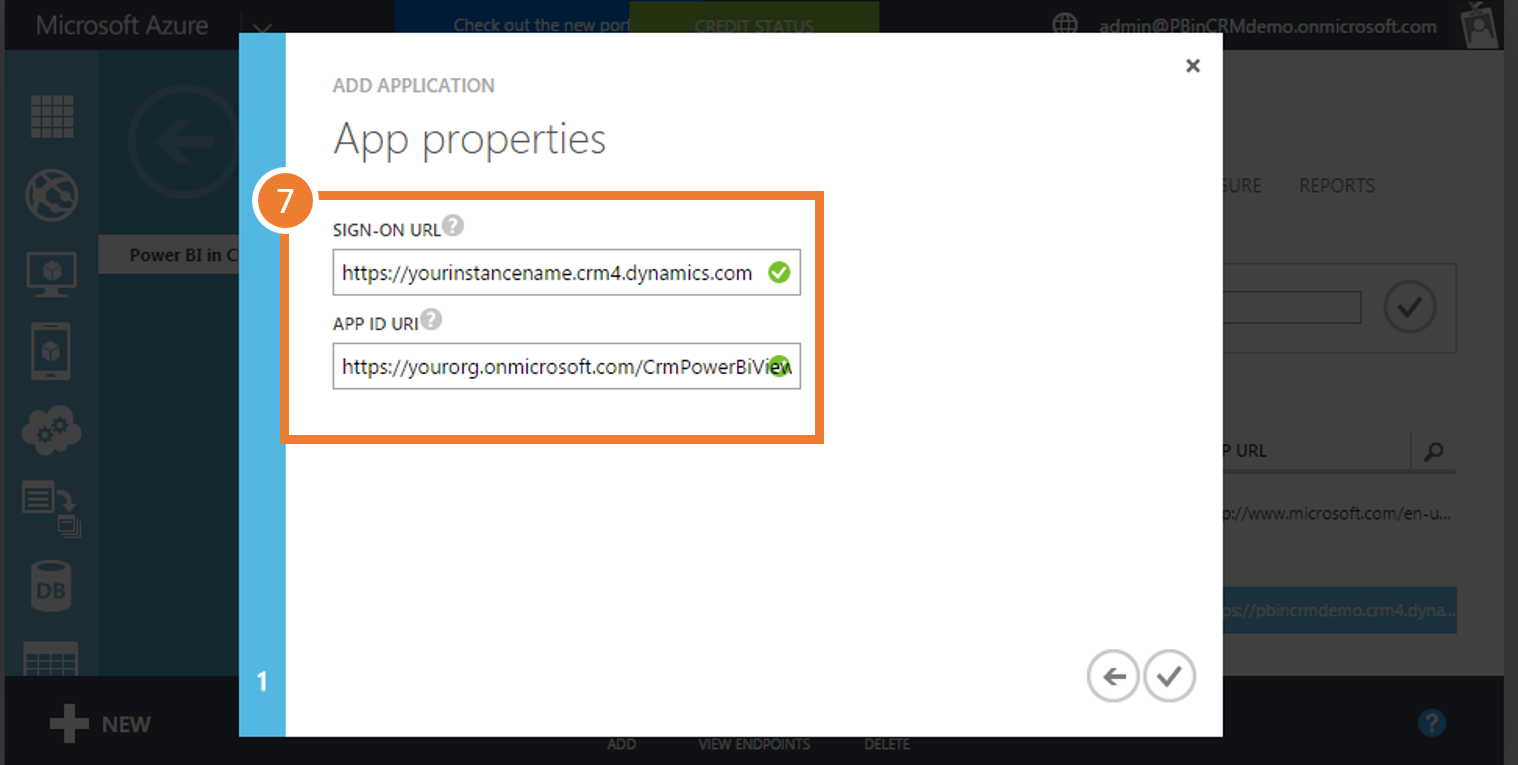 Microsoft Azure
Check out the new port
CREDIT STATUS
admin@PBinCRMdemo.onmicrosoft.com
ADD APPLICATION
App properties
7
SIGN-ON URL ?
https://yourinstancename.crm4.dynamics.com
APP ID URI ?
https://yourorg.onmicrosoft.com/CrmPowerBiView
Power BI in C
GURE
REPORTS
P URL
p://www.microsoft.com/en-u...
ps://pbincrmdemo.crm4.dyna...
DB
1
NEW
ADD
VIEW ENDPOINTS
DELETE
?